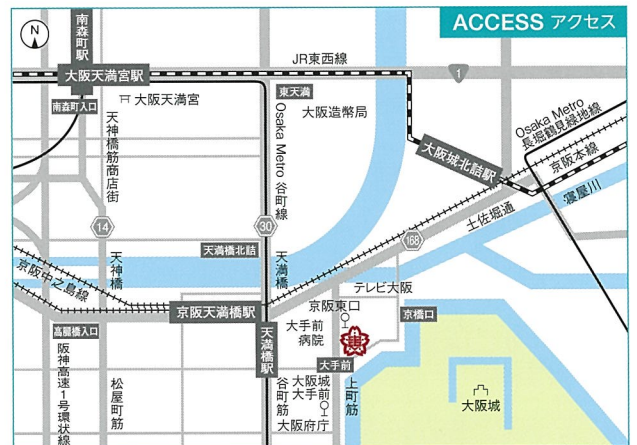 ACCESS アクセス
N
南森町駅
JR東西線
1
大阪天満宮駅
南森町入口
大阪天満宮
東天満
大阪造幣局
天神橋筋商店街
Osaka Metro 谷町線
Osaka Metro
長堀鶴見緑地線
京阪本線
大阪城北詰駅
寝屋川
土佐堀通
14
30
168
天満橋北詰
天満橋
天神橋
京阪中之島線
テレビ大阪
京阪天満橋駅
京阪東口
京橋口
高麗橋入口
天満橋駅
大手前
病院
大手前
阪神高速1号環状線
松屋町筋
谷町筋
大阪城
大手前
大阪府庁
上町筋
大阪城